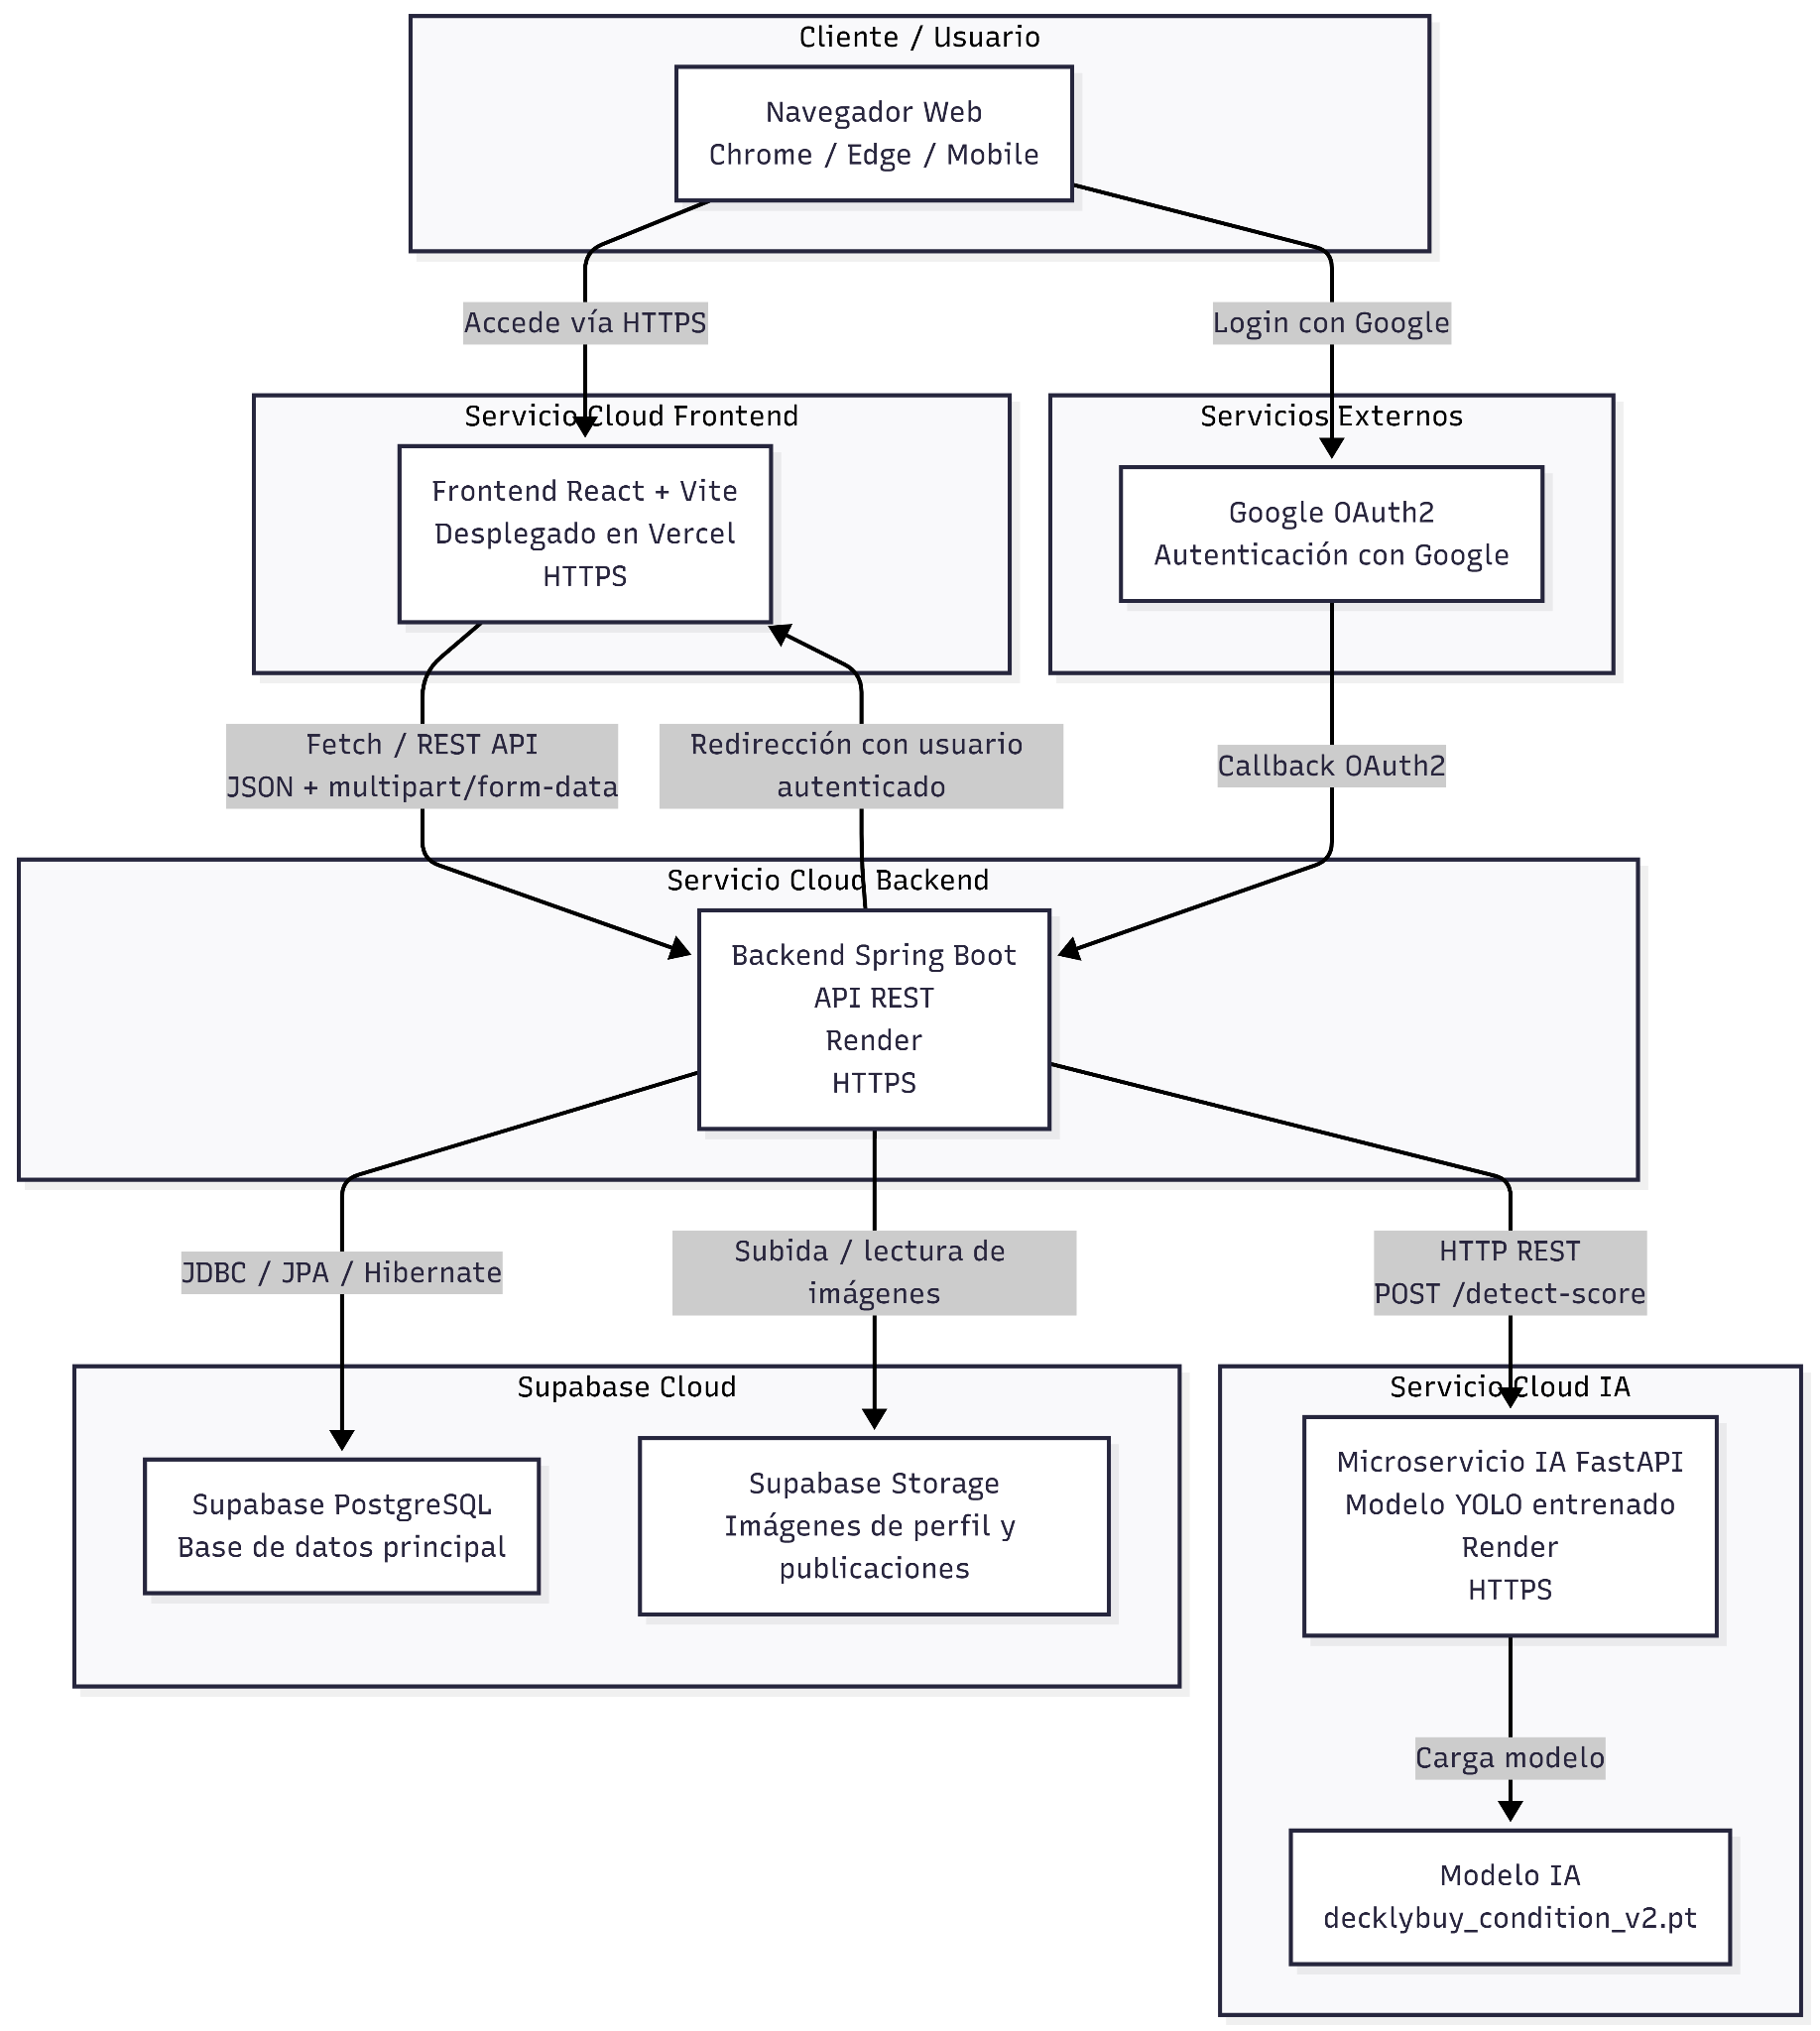 Cliente / Usuario
Navegador Web
Chrome / Edge / Mobile
Accede vía HTTPS
Login con Google
Servicio Cloud Frontend
Frontend React + Vite
Desplegado en Vercel
HTTPS
Servicios Externos
Google OAuth2
Autenticación con Google
Fetch / REST API
JSON + multipart/form-data
Redirección con usuario
autenticado
Callback OAuth2
Servicio Cloud Backend
Backend Spring Boot
API REST
Render
HTTPS
JDBC / JPA / Hibernate
Subida / lectura de
imágenes
HTTP REST
POST /detect-score
Supabase Cloud
Supabase PostgreSQL
Base de datos principal
Supabase Storage
Imágenes de perfil y
publicaciones
Servicio Cloud IA
Microservicio IA FastAPI
Modelo YOLO entrenado
Render
HTTPS
Carga modelo
Modelo IA
decklybuy_condition_v2.pt